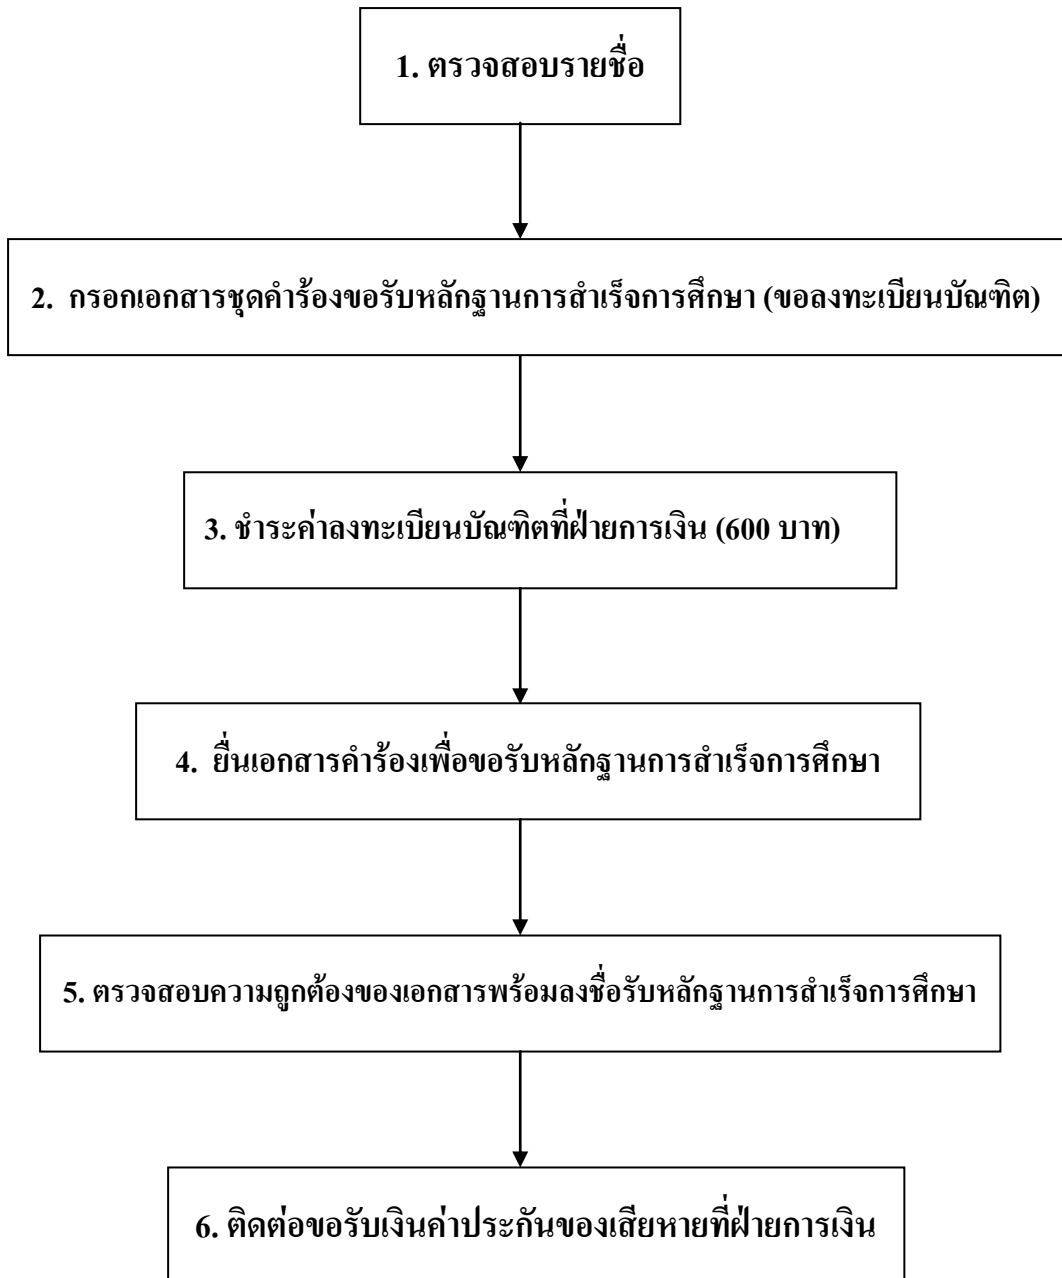 1. ตรวจสอบรายชื่อ
2. กรอกเอกสารชุดคำร้องขอรับหลักฐานการสำเร็จการศึกษา (ขอลงทะเบียนบัณฑิต)
3. ชำระค่าลงทะเบียนบัณฑิตที่ฝ่ายการเงิน (600 บาท)
4. ยื่นเอกสารคำร้องเพื่อขอรับหลักฐานการสำเร็จการศึกษา
5. ตรวจสอบความถูกต้องของเอกสารพร้อมลงชื่อรับหลักฐานการสำเร็จการศึกษา
6. ติดต่อขอรับเงินค่าประกันของเสียหายที่ฝ่ายการเงิน